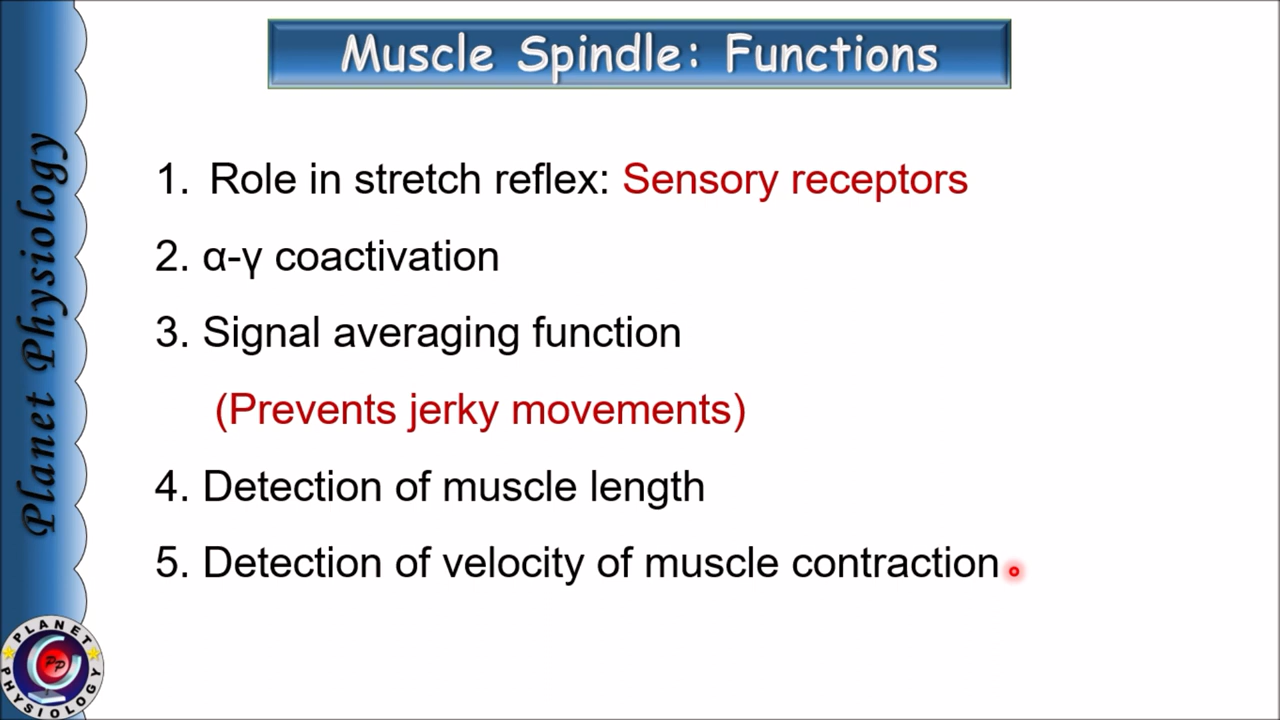 Muscle Spindle: Functions
Planet Physiology
1. Role in stretch reflex: Sensory receptors
2. α-γ coactivation
3. Signal averaging function
(Prevents jerky movements)
4. Detection of muscle length
5. Detection of velocity of muscle contraction
PLANET
PP
PHYSIOLOGY